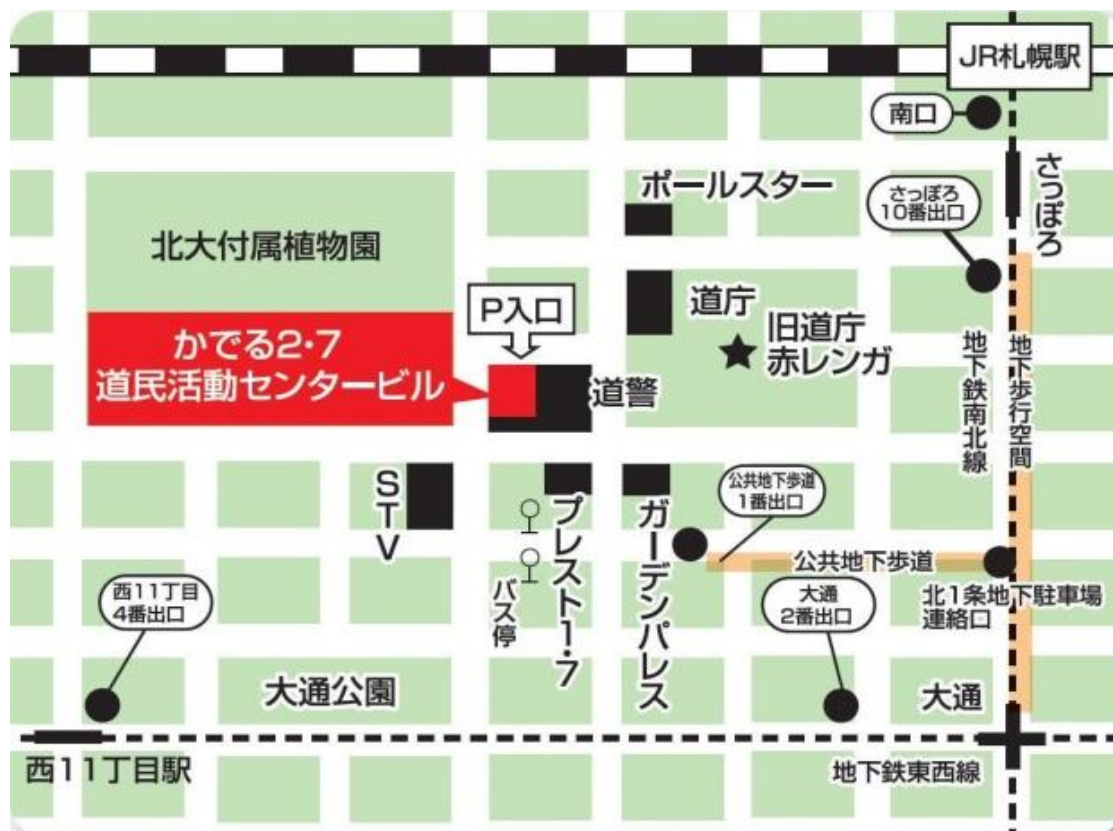 JR札幌駅
南口
さっぽろ
ポールスター
さっぽろ
10番出口
北大付属植物園
P入口
道庁
旧道庁
赤レンガ
かでる2・7
道民活動センタービル
道警
地下鉄南北線
地下歩行空間
STV
プレスト1・7
ガーデンパレス
公共地下歩道
1番出口
バス停
公共地下歩道
西11丁目
4番出口
大通
2番出口
北1条地下駐車場
連絡口
大通公園
大通
西11丁目駅
地下鉄東西線